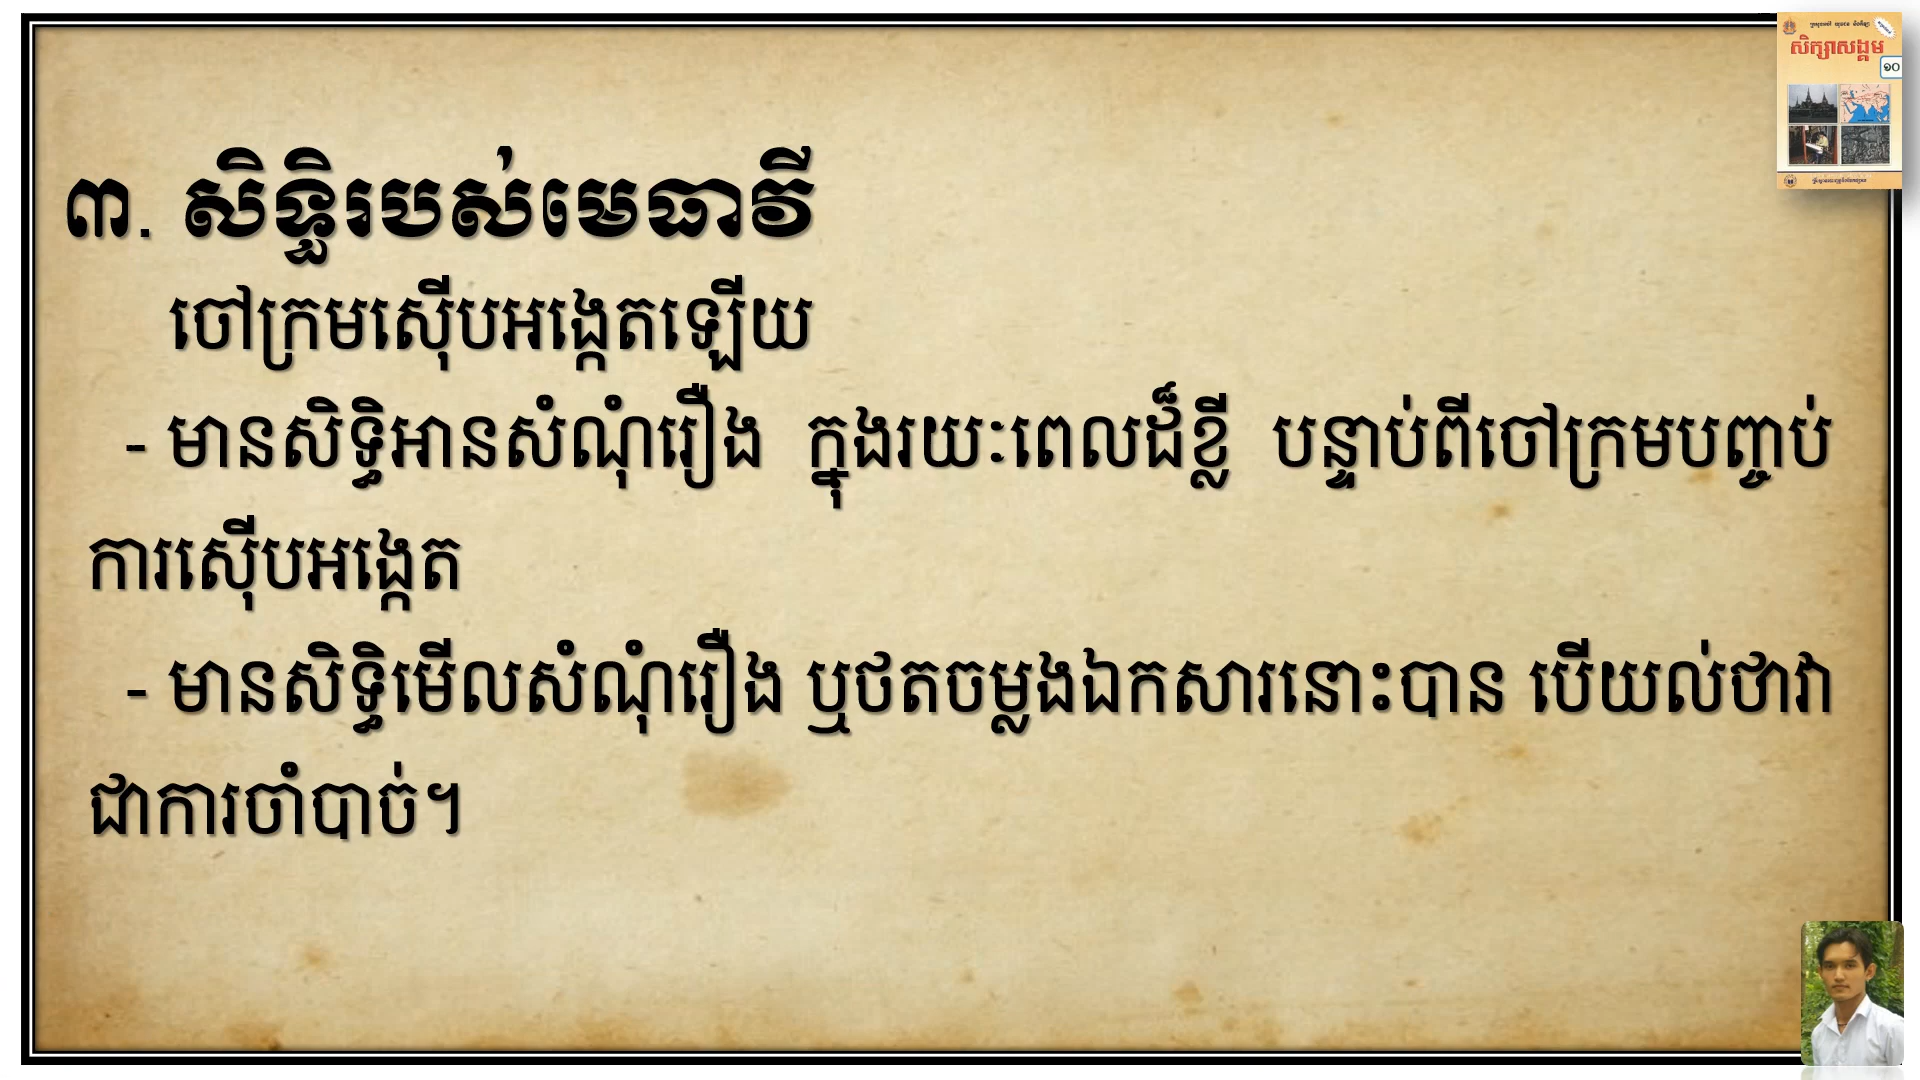 សិក្សាសង្គម
១០
៣. សិទ្ធិរបស់មេធាវី
ចៅក្រមស៊ើបអង្កេតឡើយ
- មានសិទ្ធិអានសំណុំរឿង ក្នុងរយៈពេលដ៏ខ្លី បន្ទាប់ពីចៅក្រមបញ្ចប់
ការស៊ើបអង្កេត
- មានសិទ្ធិមើលសំណុំរឿង ឬថតចម្លងឯកសារនោះបាន បើយល់ថាវា
ជាការចាំបាច់។